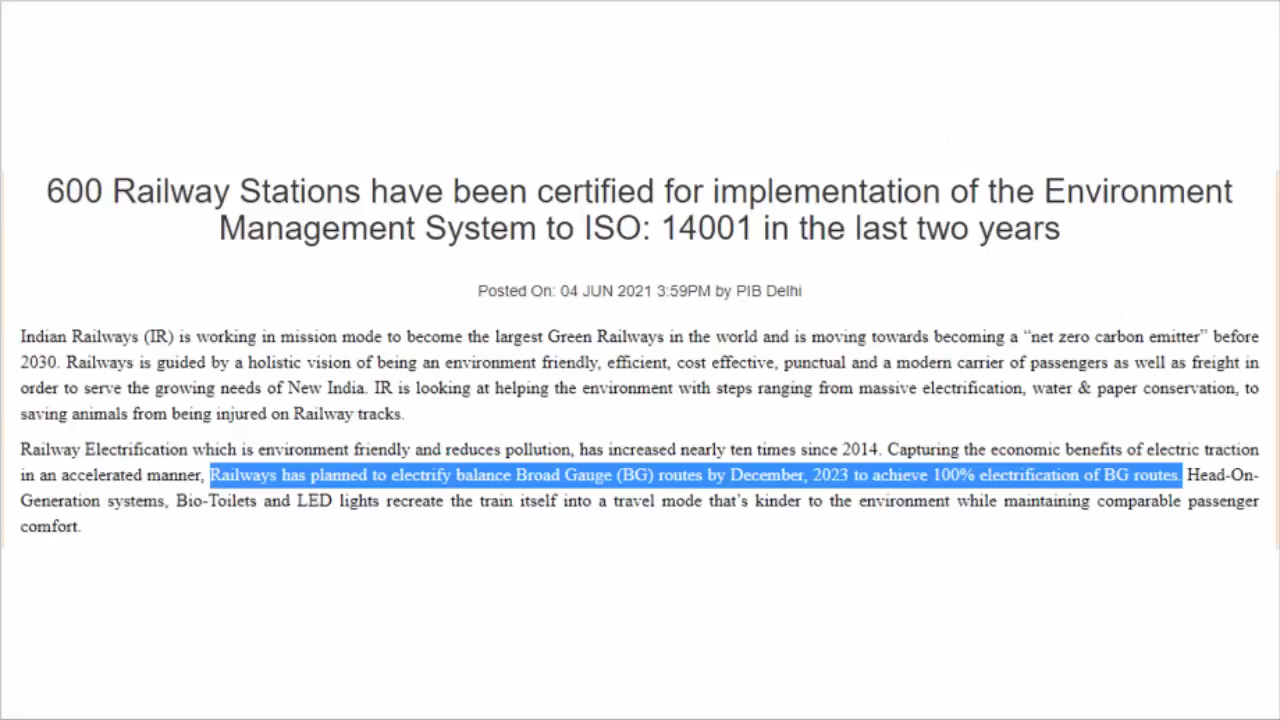 600 Railway Stations have been certified for implementation of the Environment
Management System to ISO: 14001 in the last two years
Posted On: 04 JUN 2021 3:59PM by PIB Delhi
Indian Railways (IR) is working in mission mode to become the largest Green Railways in the world and is moving towards becoming a “net zero carbon emitter” before
2030. Railways is guided by a holistic vision of being an environment friendly, efficient, cost effective, punctual and a modern carrier of passengers as well as freight in
order to serve the growing needs of New India. IR is looking at helping the environment with steps ranging from massive electrification, water & paper conservation, to
saving animals from being injured on Railway tracks.
Railway Electrification which is environment friendly and reduces pollution, has increased nearly ten times since 2014. Capturing the economic benefits of electric traction
in an accelerated manner, Railways has planned to electrify balance Broad Gauge (BG) routes by December, 2023 to achieve 100% electrification of BG routes. Head-On-
Generation systems, Bio-Toilets and LED lights recreate the train itself into a travel mode that’s kinder to the environment while maintaining comparable passenger
comfort.